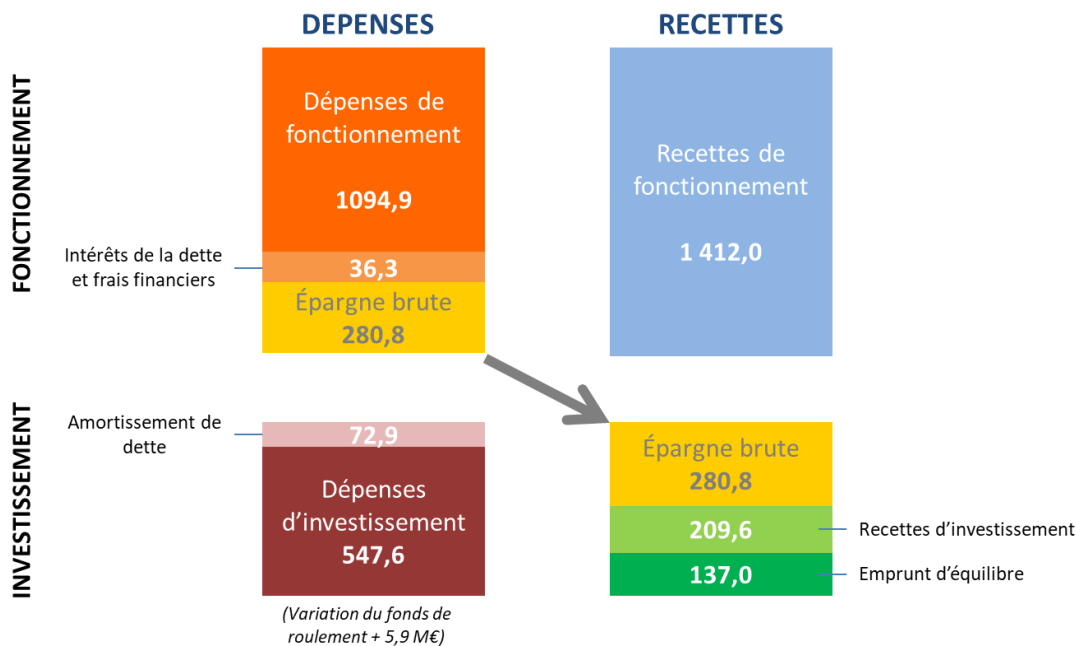 DEPENSES
RECETTES
FONCTIONNEMENT
Dépenses de
fonctionnement
1094,9
Intérêts de la dette
et frais financiers
36,3
Épargne brute
280,8
Recettes de
fonctionnement
1 412,0
INVESTISSEMENT
Amortissement de
dette
72,9
Dépenses
d’investissement
547,6
(Variation du fonds de
roulement + 5,9 M€)
Épargne brute
280,8
209,6
Recettes d’investissement
137,0
Emprunt d’équilibre